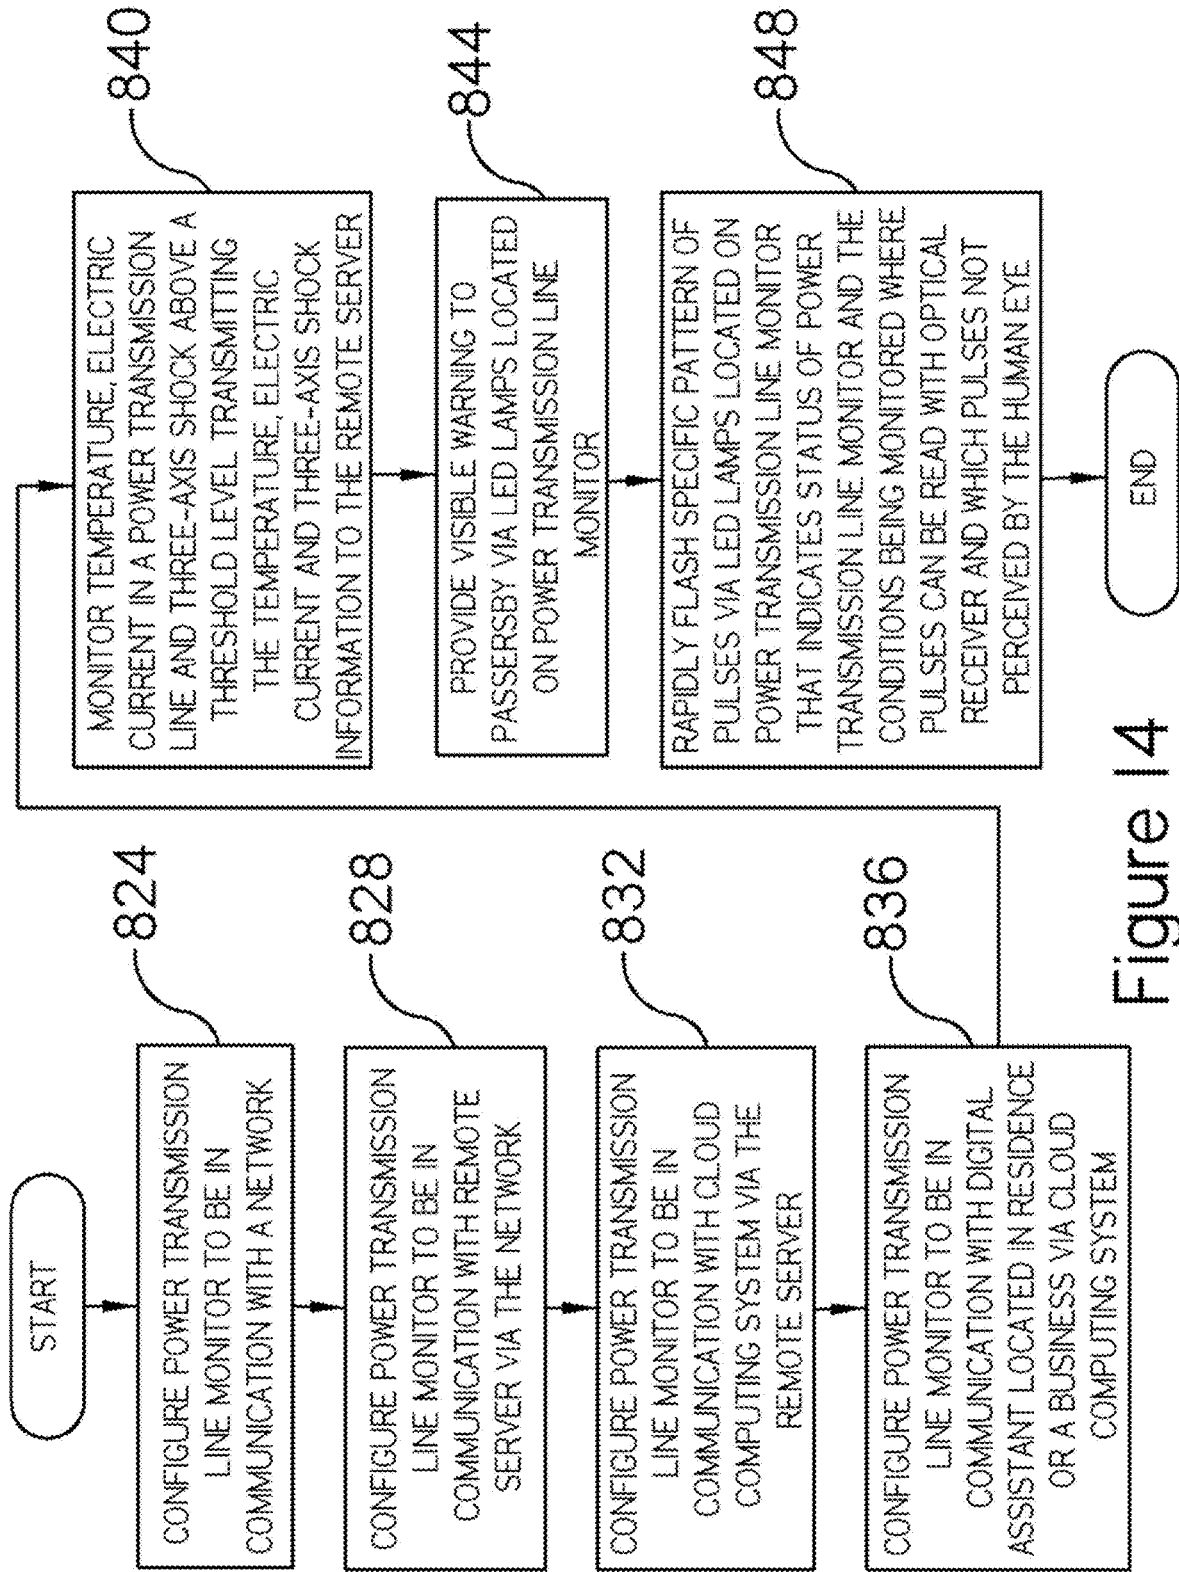 START
CONFIGURE POWER TRANSMISSION
LINE MONITOR TO BE IN
COMMUNICATION WITH A NETWORK
824
CONFIGURE POWER TRANSMISSION
LINE MONITOR TO BE IN
COMMUNICATION WITH REMOTE
SERVER VIA THE NETWORK
828
CONFIGURE POWER TRANSMISSION
LINE MONITOR TO BE IN
COMMUNICATION WITH CLOUD
COMPUTING SYSTEM VIA THE
REMOTE SERVER
832
CONFIGURE POWER TRANSMISSION
LINE MONITOR TO BE IN
COMMUNICATION WITH DIGITAL
ASSISTANT LOCATED IN RESIDENCE
OR A BUSINESS VIA CLOUD
COMPUTING SYSTEM
836
MONITOR TEMPERATURE, ELECTRIC
CURRENT IN A POWER TRANSMISSION
LINE AND THREE-AXIS SHOCK ABOVE A
THRESHOLD LEVEL TRANSMITTING
THE TEMPERATURE, ELECTRIC
CURRENT AND THREE-AXIS SHOCK
INFORMATION TO THE REMOTE SERVER
840
PROVIDE VISIBLE WARNING TO
PASSERSBY VIA LED LAMPS LOCATED
ON POWER TRANSMISSION LINE
MONITOR
844
RAPIDLY FLASH SPECIFIC PATTERN OF
PULSES VIA LED LAMPS LOCATED ON
POWER TRANSMISSION LINE MONITOR
THAT INDICATES STATUS OF POWER
TRANSMISSION LINE MONITOR AND THE
CONDITIONS BEING MONITORED WHERE
PULSES CAN BE READ WITH OPTICAL
RECEIVER AND WHICH PULSES NOT
PERCEIVED BY THE HUMAN EYE
848
END
Figure 14